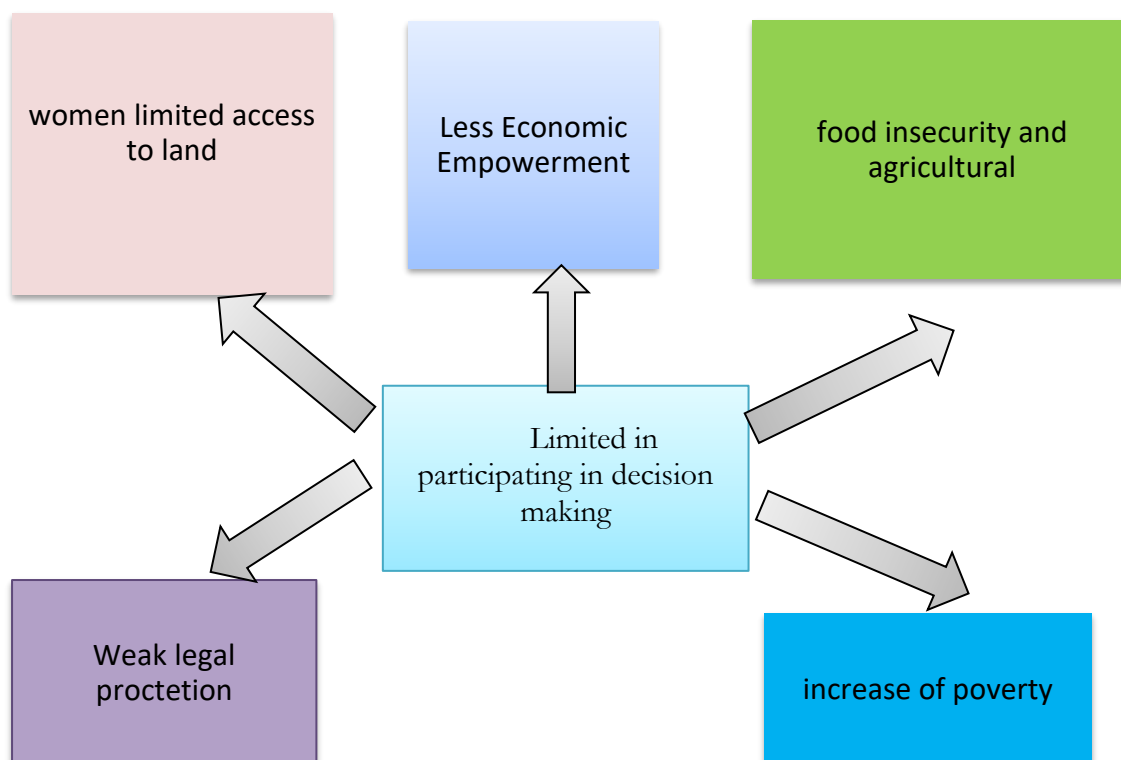 women limited access
to land
Less Economic
Empowerment
food insecurity and
agricultural
Limited in
participating in decision
making
Weak legal
proctetion
increase of poverty